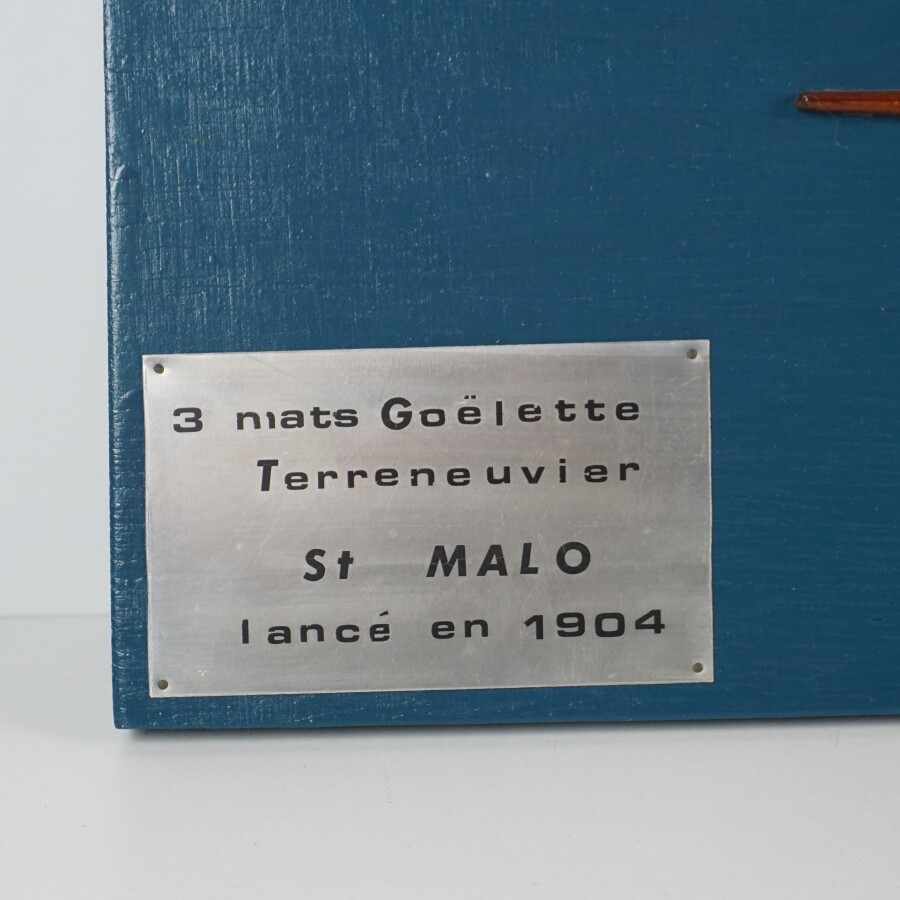 3 mats Goëlette
Terreneuvier
St MALO
lancé en 1904